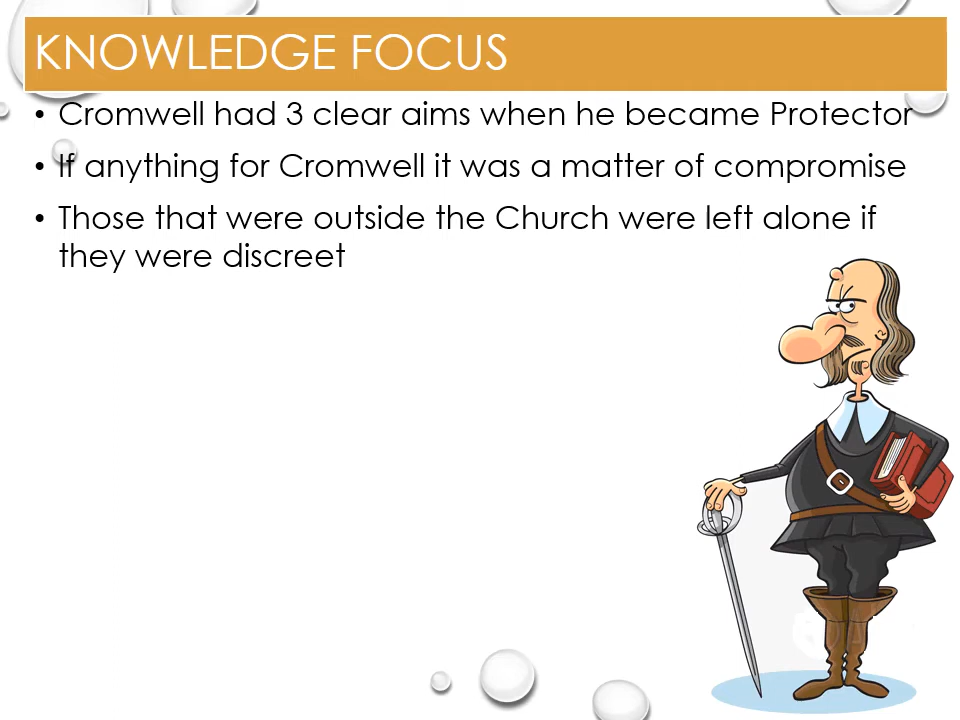 KNOWLEDGE FOCUS
• Cromwell had 3 clear aims when he became Protector
• If anything for Cromwell it was a matter of compromise
• Those that were outside the Church were left alone if
they were discreet